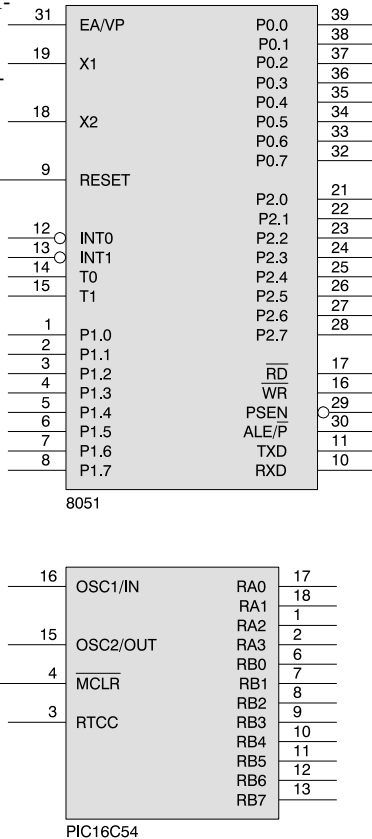 31 EA/VP P0.0 39
P0.1 38
19 X1 P0.2 37
P0.3 36
P0.4 35
18 X2 P0.5 34
P0.6 33
P0.7 32
9 RESET
P2.0 21
P2.1 22
12 INT0 P2.2 23
13 INT1 P2.3 24
14 T0 P2.4 25
15 T1 P2.5 26
P2.6 27
1 P1.0 P2.7 28
2 P1.1
3 P1.2 RD 17
4 P1.3 WR 16
5 P1.4 PSEN 29
6 P1.5 ALE/P 30
7 P1.6 TXD 11
8 P1.7 RXD 10
8051
16 OSC1/IN RA0 17
RA1 18
RA2 1
15 OSC2/OUT RA3 2
RB0 6
4 MCLR RB1 7
RB2 8
3 RTCC RB3 9
RB4 10
RB5 11
RB6 12
RB7 13
PIC16C54